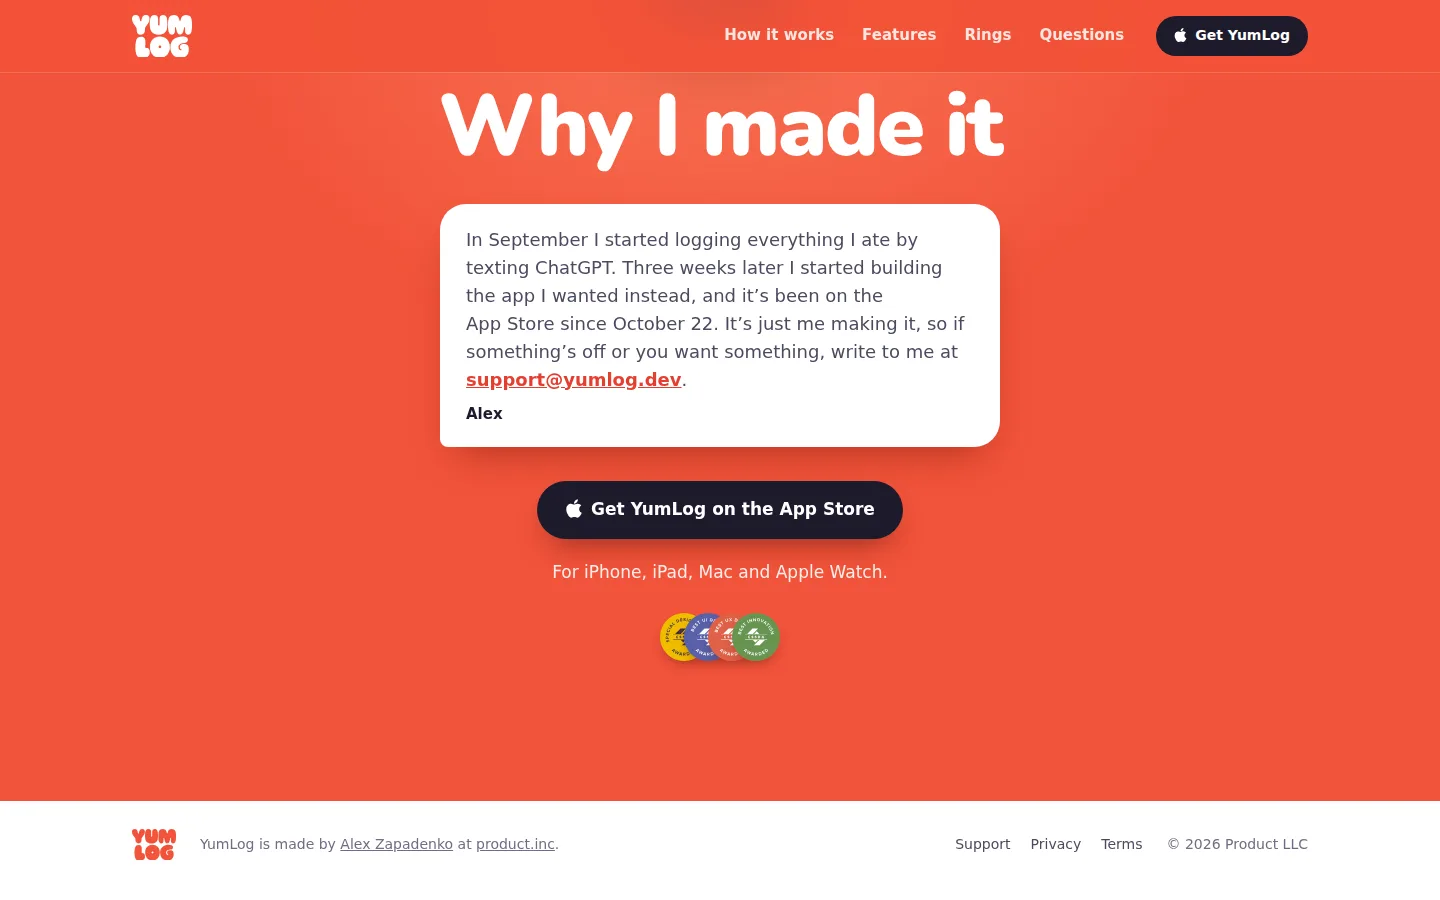 YUM
LOG
How it works
Features
Rings
Questions
Get YumLog
Why I made it
In September I started logging everything I ate by
texting ChatGPT. Three weeks later I started building
the app I wanted instead, and it’s been on the
App Store since October 22. It’s just me making it, so if
something’s off or you want something, write to me at
support@yumlog.dev.
Alex
Get YumLog on the App Store
For iPhone, iPad, Mac and Apple Watch.
BEST INNOVATION
AWARDED
YUM
LOG
YumLog is made by Alex Zapadenko at product.inc.
Support
Privacy
Terms
© 2026 Product LLC